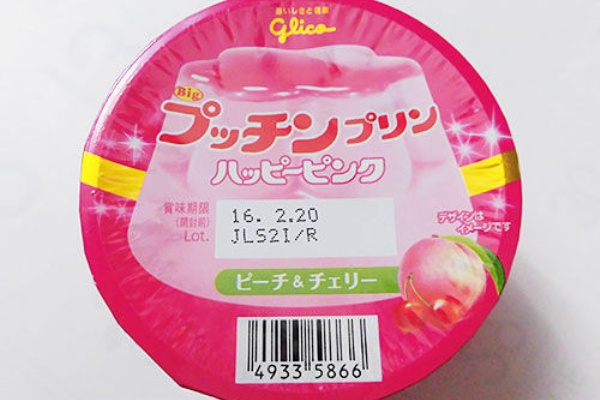 おいしさと健康
glico
Big
プッチンプリン
ハッピーピンク
賞味期限
(開封前)
16. 2.20
Lot.
JLS2I/R
デザインは
イメージです
ピーチ&チェリー
4933 5866